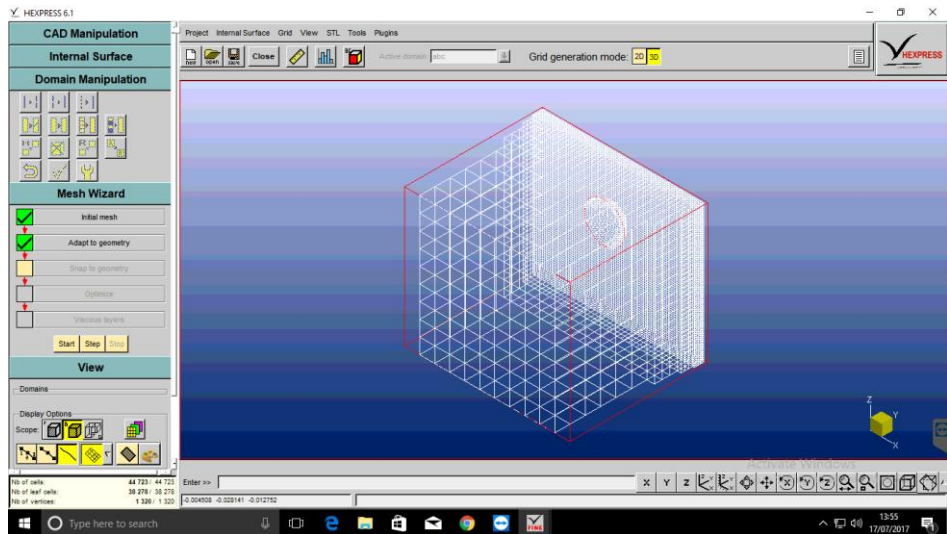 HEXPRESS 6.1
CAD Manipulation
Internal Surface
Domain Manipulation
Mesh Wizard
Initial mesh
Adapt to geometry
Snap to geometry
Optimize
Viscous layers
Start Step Stop
View
Domains
Display Options
Scope:
Nb of cells: 44 723 / 44 723
Nb of leaf cells: 39 278 / 39 278
Nb of vertices: 1 320 / 1 320
Project Internal Surface Grid View STL Tools Plugins
new open save Close Active domain: abc Grid generation mode: 2D 3D
HEXPRESS
Z
Y
X
Activate Windows
Enter >>
X Y Z
-0.004508 -0.028141 -0.012752
Type here to search
FINE
13:55
17/07/2017